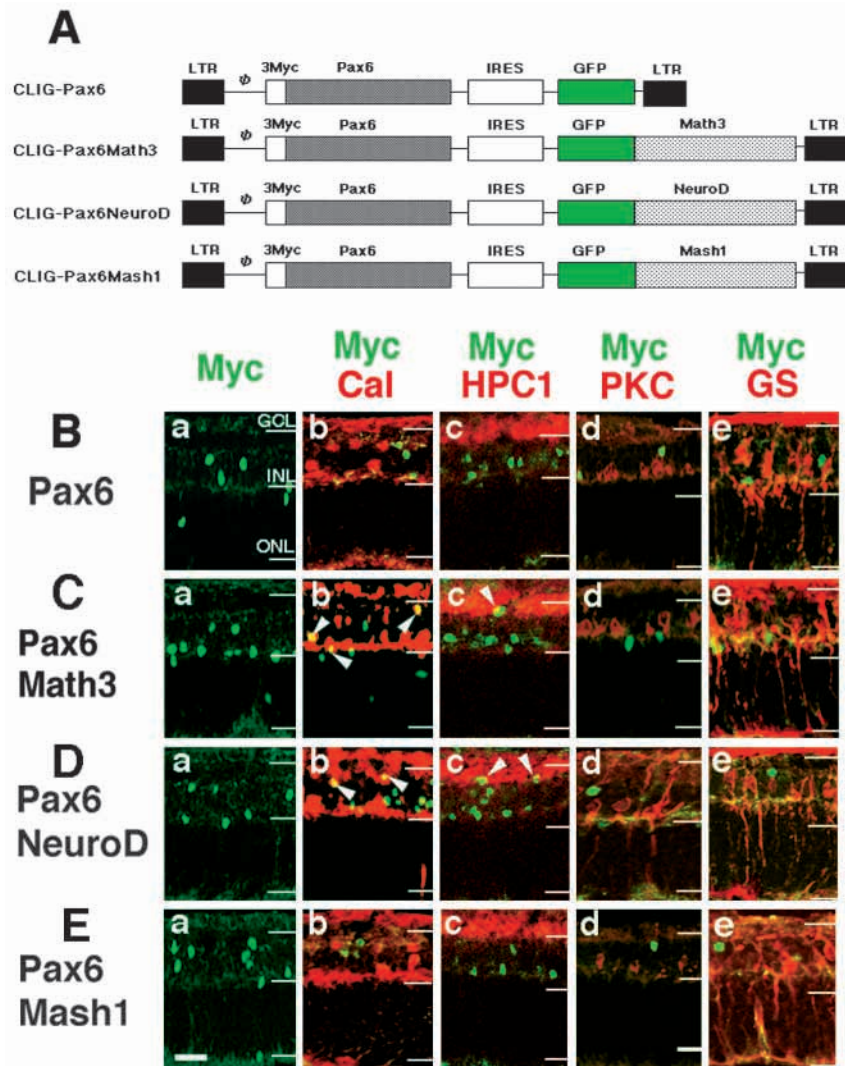 A
LTR φ 3Myc Pax6 IRES GFP LTR
CLIG-Pax6
LTR φ 3Myc Pax6 IRES GFP Math3 LTR
CLIG-Pax6Math3
LTR φ 3Myc Pax6 IRES GFP NeuroD LTR
CLIG-Pax6NeuroD
LTR φ 3Myc Pax6 IRES GFP Mash1 LTR
CLIG-Pax6Mash1
Myc Myc Myc Myc Myc
Cal HPC1 PKC GS
B a GCL b c d e
Pax6 INL
ONL
C a b c d e
Pax6
Math3
D a b c d e
Pax6
NeuroD
E a b c d e
Pax6
Mash1